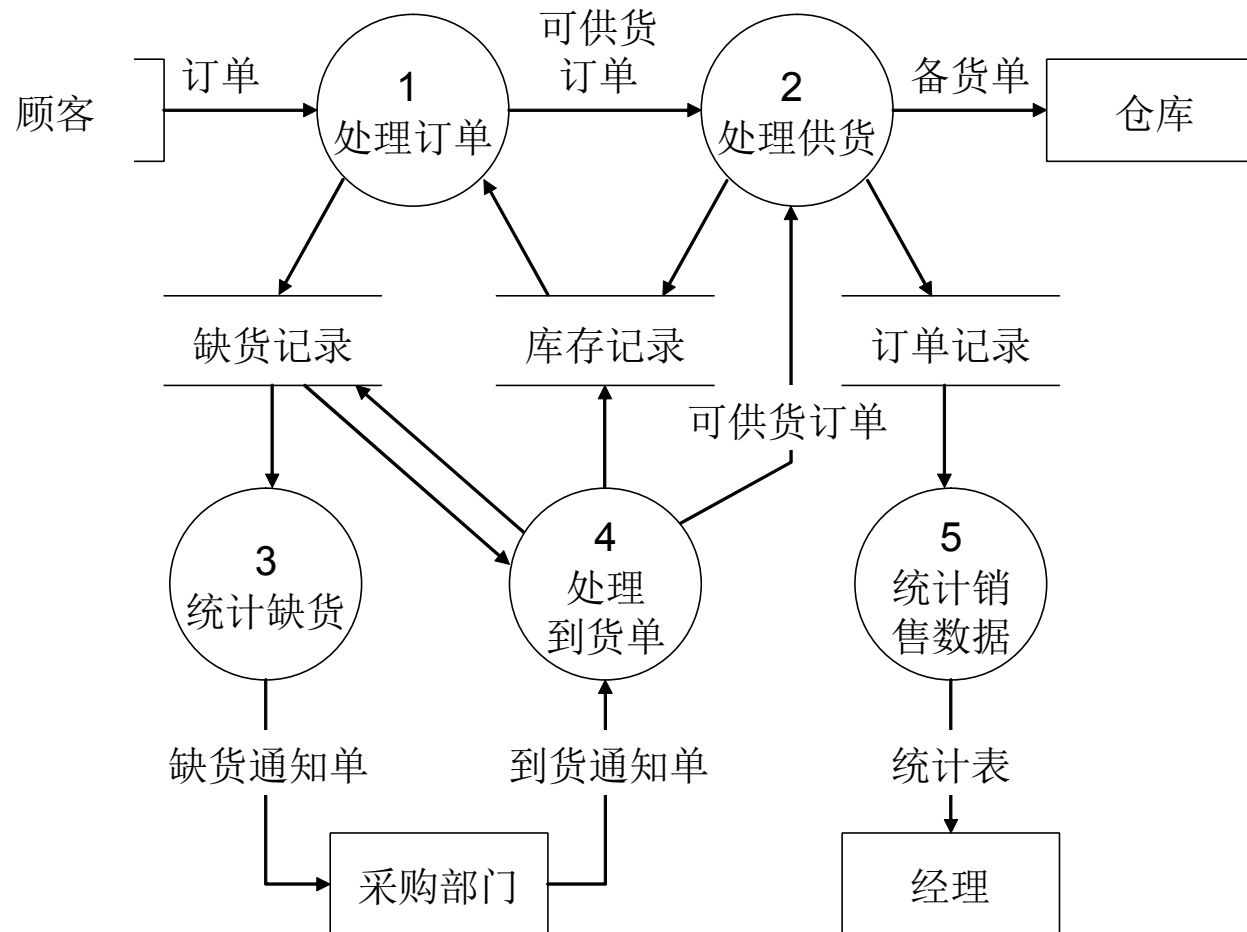 可供货
订单
订单
备货单
顾客
1
处理订单
2
处理供货
仓库
缺货记录
库存记录
订单记录
可供货订单
3
统计缺货
4
处理
到货单
5
统计销
售数据
缺货通知单
到货通知单
统计表
采购部门
经理